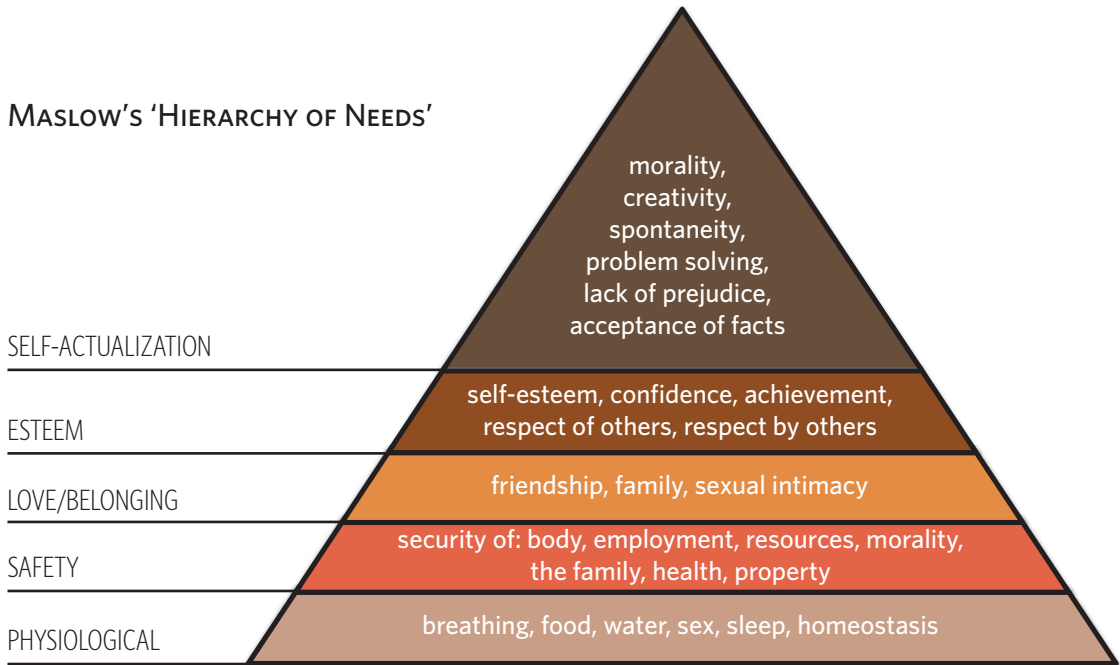 MASLOW'S 'HIERARCHY OF NEEDS'
morality,
creativity,
spontaneity,
problem solving,
lack of prejudice,
acceptance of facts
SELF-ACTUALIZATION
self-esteem, confidence, achievement,
respect of others, respect by others
ESTEEM
friendship, family, sexual intimacy
LOVE/BELONGING
security of: body, employment, resources, morality,
the family, health, property
SAFETY
breathing, food, water, sex, sleep, homeostasis
PHYSIOLOGICAL